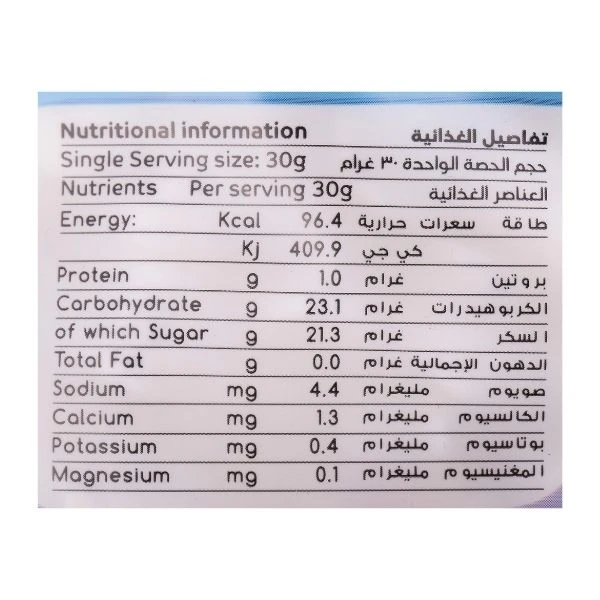 Nutritional information تفاصيل الغذائية
Single Serving size: 30g حجم الحصة الواحدة ٣٠ غرام
Nutrients Per serving 30g العناصر الغذائية
Energy: Kcal 96.4 طاقة سعرات حرارية
Kj 409.9 كي جي
Protein g 1.0 غرام بروتين
Carbohydrate g 23.1 غرام الكربوهيدرات
of which Sugar g 21.3 غرام السكر
Total Fat g 0.0 الدهون الإجمالية غرام
Sodium mg 4.4 مليغرام صويوم
Calcium mg 1.3 مليغرام الكالسيوم
Potassium mg 0.4 مليغرام بوتاسيوم
Magnesium mg 0.1 مليغرام المغنيسيوم